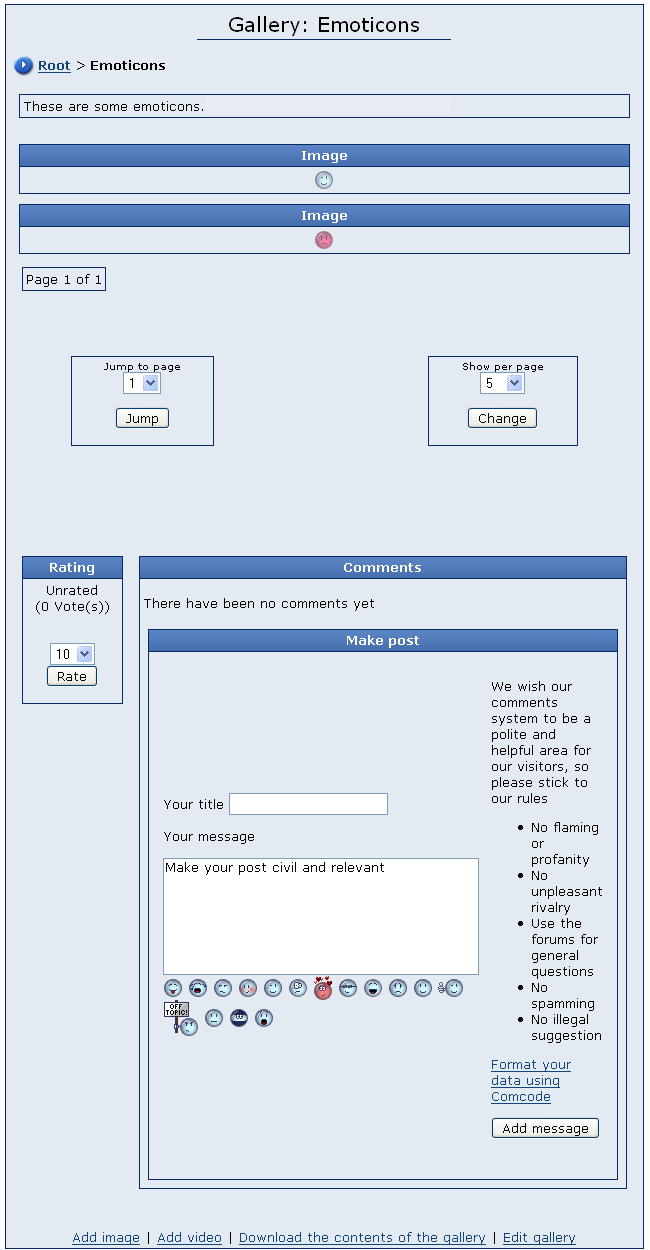 Gallery: Emoticons
Root > Emoticons
These are some emoticons.
Image
Image
Page 1 of 1
Jump to page
1
Jump
Show per page
5
Change
Rating
Unrated
(0 Vote(s))
10
Rate
Comments
There have been no comments yet
Make post
Your title
Your message
Make your post civil and relevant
OFF
TOPIC!
We wish our
comments
system to be a
polite and
helpful area for
our visitors, so
please stick to
our rules
• No flaming
or
profanity
• No
unpleasant
rivalry
• Use the
forums for
general
questions
• No
spamming
• No illegal
suggestion
Format your
data using
Comcode
Add message
Add image | Add video | Download the contents of the gallery | Edit gallery